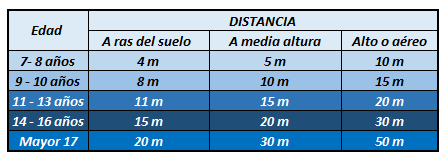 Edad DISTANCIA
A ras del suelo A media altura Alto o aéreo
7- 8 años 4 m 5 m 10 m
9 - 10 años 8 m 10 m 15 m
11 - 13 años 11 m 15 m 20 m
14 - 16 años 15 m 20 m 30 m
Mayor 17 20 m 30 m 50 m